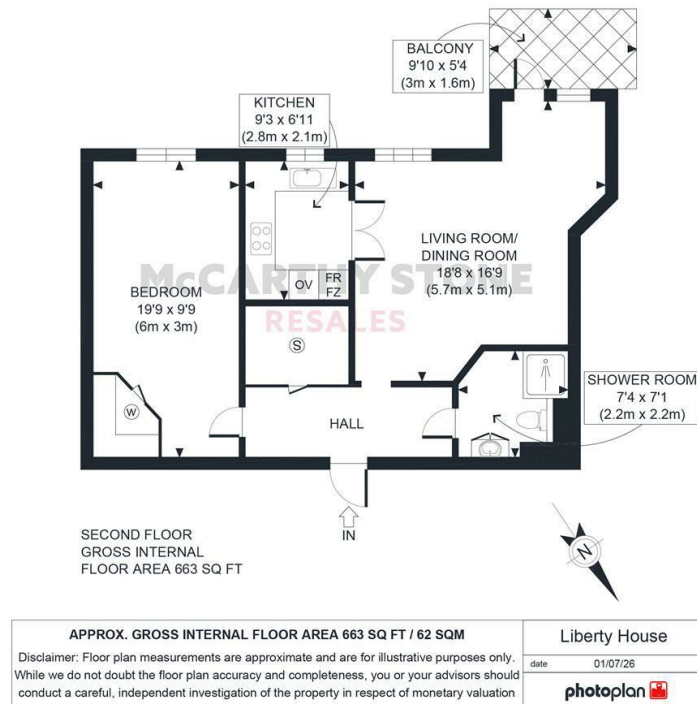 BALCONY
9'10 x 5'4
(3m x 1.6m)
KITCHEN
9'3 x 6'11
(2.8m x 2.1m)
LIVING ROOM/
DINING ROOM
18'8 x 16'9
(5.7m x 5.1m)
McCARTHY STONE
RESALES
BEDROOM
19'9 x 9'9
(6m x 3m)
OV
FR
FZ
S
W
SHOWER ROOM
7'4 x 7'1
(2.2m x 2.2m)
HALL
IN
SECOND FLOOR
GROSS INTERNAL
FLOOR AREA 663 SQ FT
N
APPROX. GROSS INTERNAL FLOOR AREA 663 SQ FT / 62 SQM
Disclaimer: Floor plan measurements are approximate and are for illustrative purposes only.
While we do not doubt the floor plan accuracy and completeness, you or your advisors should
conduct a careful, independent investigation of the property in respect of monetary valuation
Liberty House
date 01/07/26
photoplan